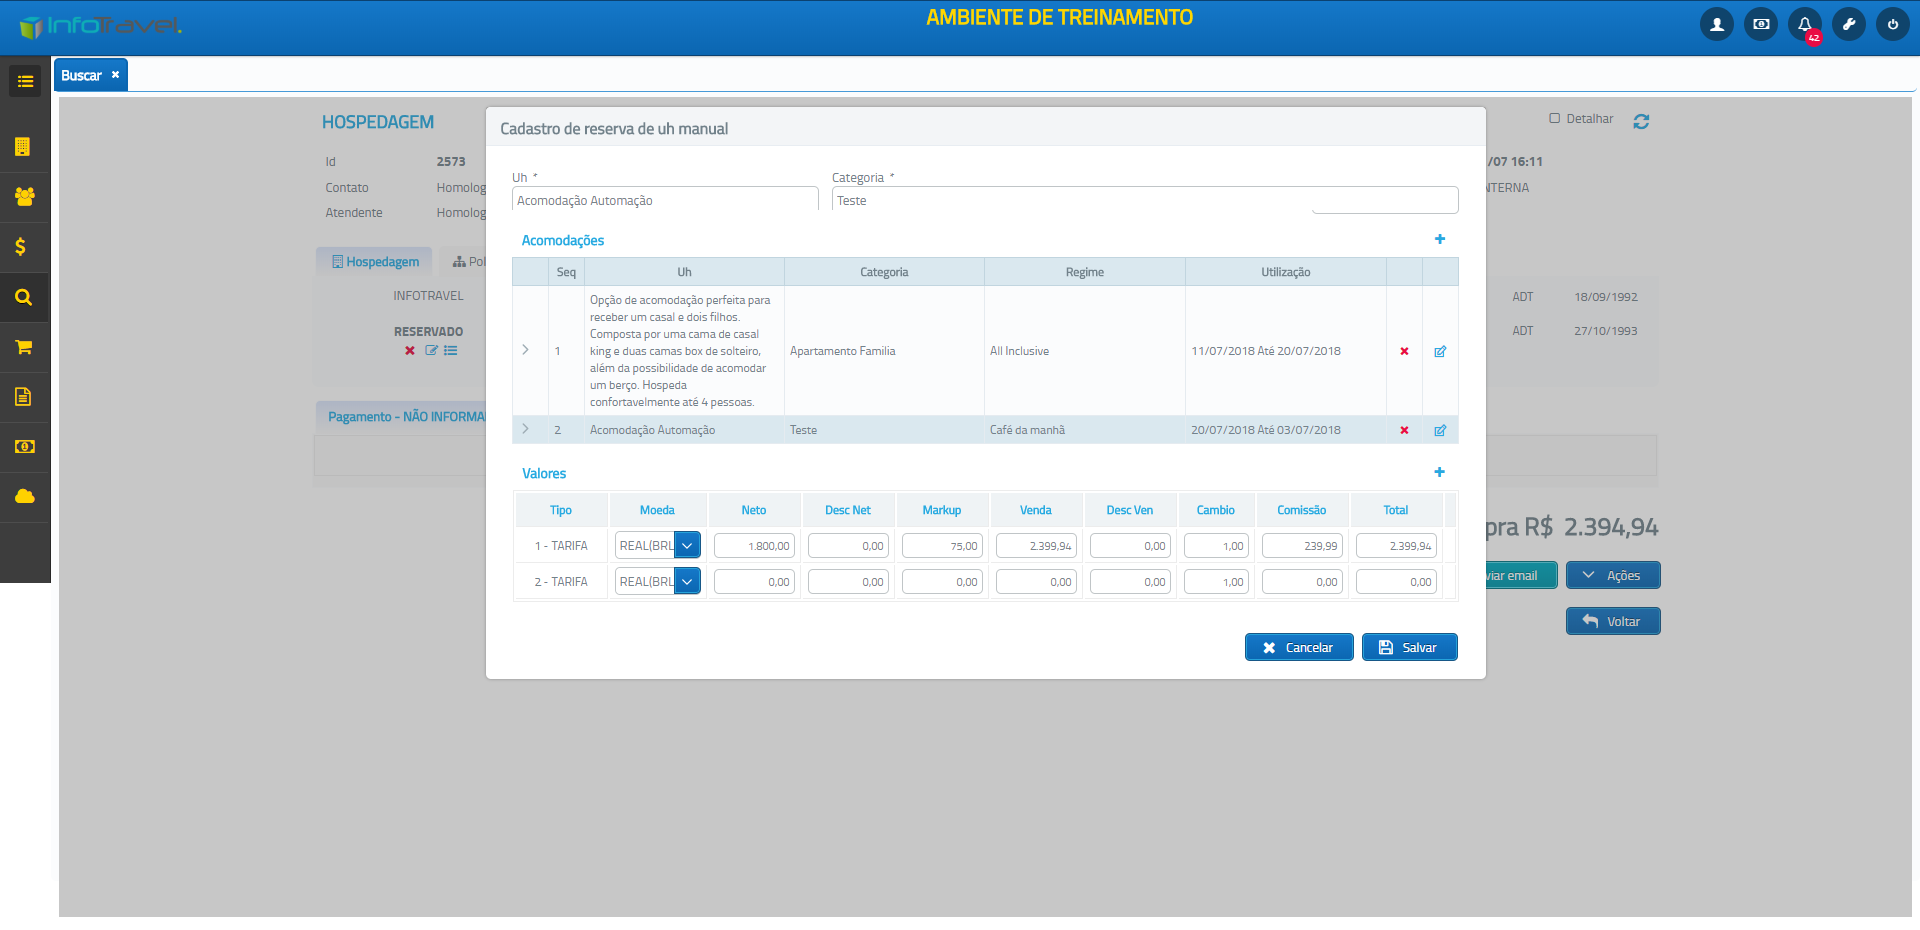 InfoTravel.
AMBIENTE DE TREINAMENTO
42
Buscar
HOSPEDAGEM
Detalhar
Id 2573
/07 16:11
Contato Homolog
NTERNA
Atendente Homolog
Hospedagem Pol
INFOTRAVEL
ADT 18/09/1992
RESERVADO
ADT 27/10/1993
Pagamento - NÃO INFORMA
pra R$ 2.394,94
viar email Ações
Voltar
Cadastro de reserva de uh manual
Uh * Categoria *
Acomodação Automação Teste
Acomodações
Seq Uh Categoria Regime Utilização
1 Opção de acomodação perfeita para
receber um casal e dois filhos.
Composta por uma cama de casal
king e duas camas box de solteiro,
além da possibilidade de acomodar
um berço. Hospeda
confortavelmente até 4 pessoas.
Apartamento Familia All Inclusive 11/07/2018 Até 20/07/2018
2 Acomodação Automação Teste Café da manhã 20/07/2018 Até 03/07/2018
Valores
Tipo Moeda Neto Desc Net Markup Venda Desc Ven Cambio Comissão Total
1 - TARIFA REAL(BRL 1.800,00 0,00 75,00 2.399,94 0,00 1,00 239,99 2.399,94
2 - TARIFA REAL(BRL 0,00 0,00 0,00 0,00 0,00 1,00 0,00 0,00
Cancelar Salvar